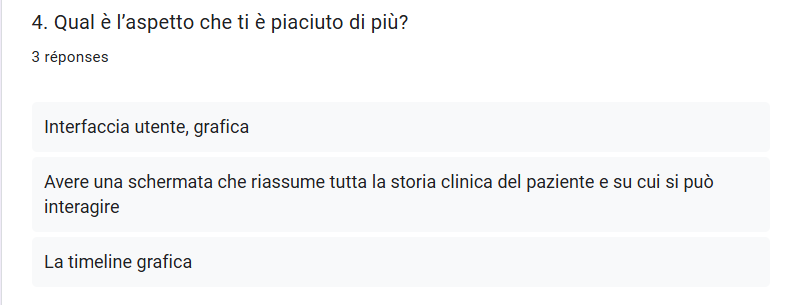 4. Qual è l’aspetto che ti è piaciuto di più?
3 réponses
Interfaccia utente, grafica
Avere una schermata che riassume tutta la storia clinica del paziente e su cui si può
interagire
La timeline grafica